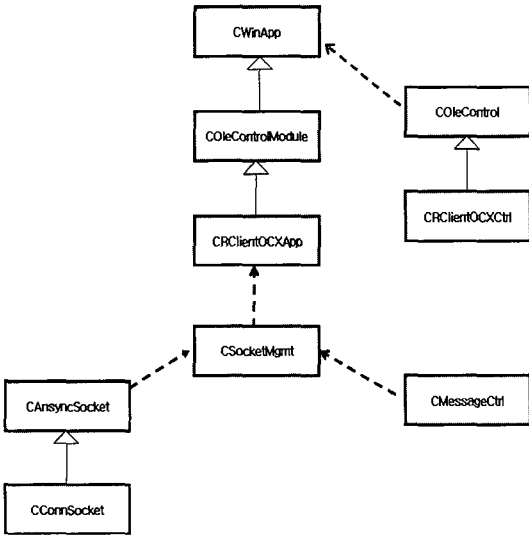 CWinApp
COleControl
COleControlModule
CRClientOCXCtrl
CRClientOCXApp
CSocketMgmt
CAnsyncSocket
CMessageCtrl
CConnSocket